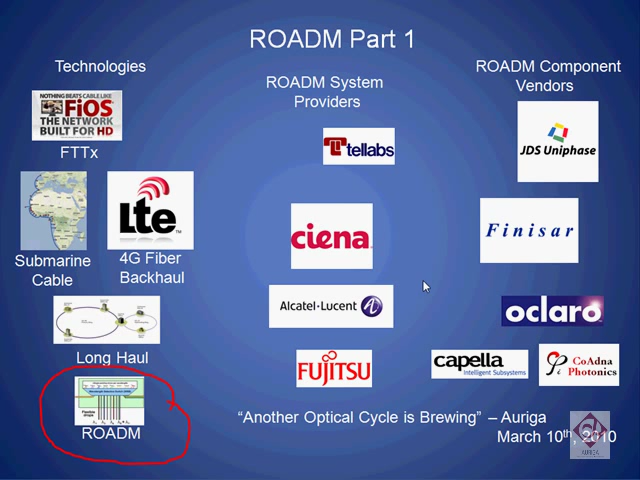 ROADM Part 1
Technologies
NOTHING BEATS CABLE LIKE
FiOS
THE NETWORK
BUILT FOR HD
FTTx
Submarine
Cable
Lte
TM
4G Fiber
Backhaul
Long Haul
ROADM
ROADM System
Providers
tellabs
ciena
Alcatel-Lucent
FUJITSU
ROADM Component
Vendors
JDS Uniphase
Finisar
oclaro
capella
Intelligent Subsystems
CoAdna
Photonics
“Another Optical Cycle is Brewing” – Auriga
March 10th, 2010
AURIGA